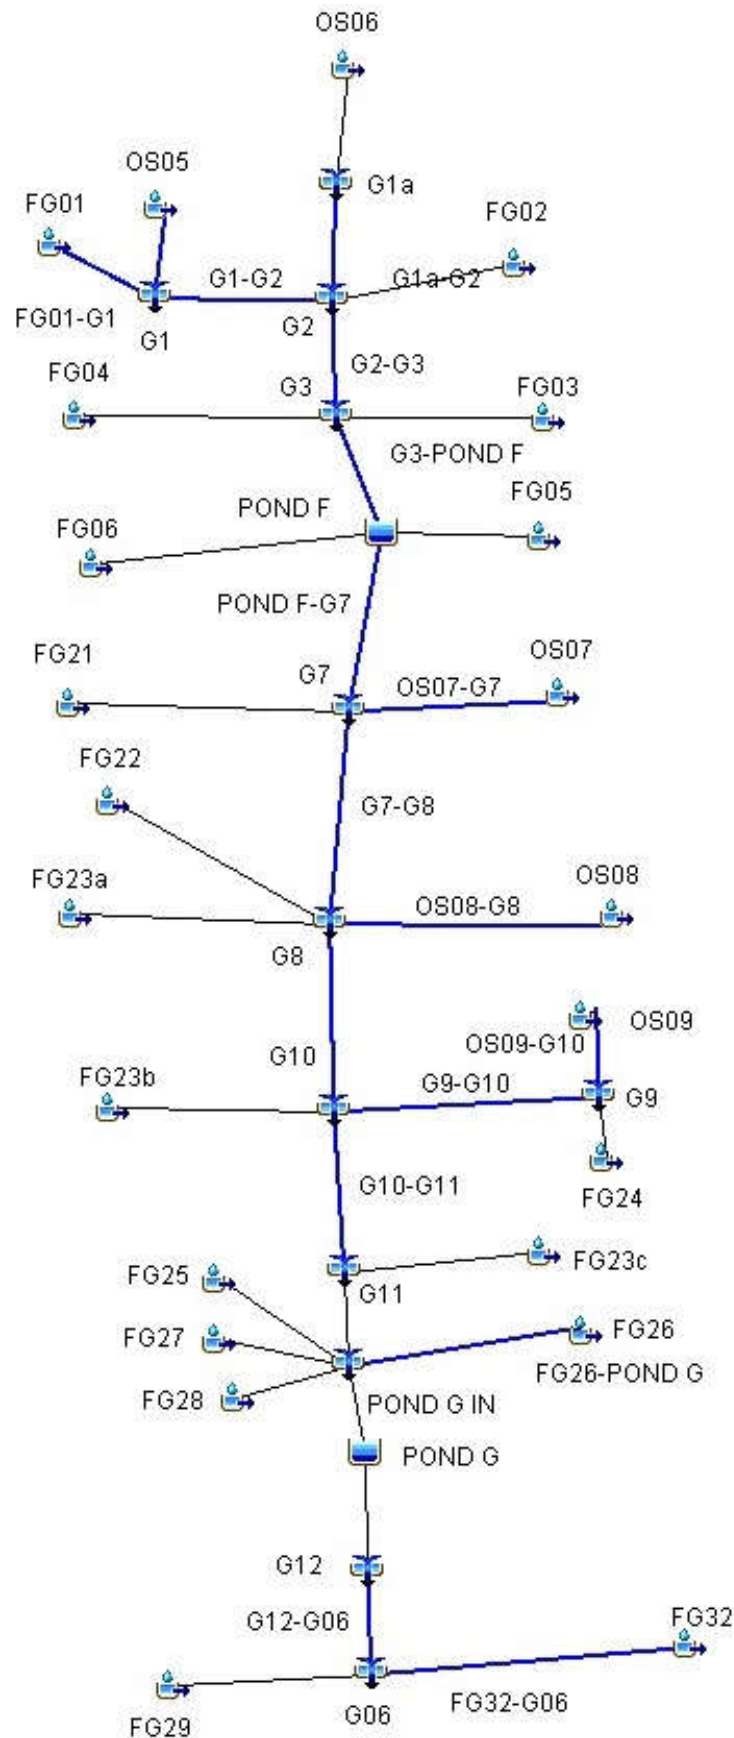 OS06
OS05
G1a
FG01
FG02
G1-G2
G1a-G2
FG01-G1
G1
G2
G2-G3
FG04
G3
FG03
G3-POND F
POND F
FG05
FG06
POND F-G7
FG21
G7
OS07
OS07-G7
FG22
G7-G8
FG23a
OS08
OS08-G8
G8
OS09
OS09-G10
G10
FG23b
G9-G10
G9
FG24
G10-G11
FG25
FG23c
G11
FG27
FG26
FG26-POND G
FG28
POND G IN
POND G
G12
G12-G06
FG32
FG32-G06
G06
FG29